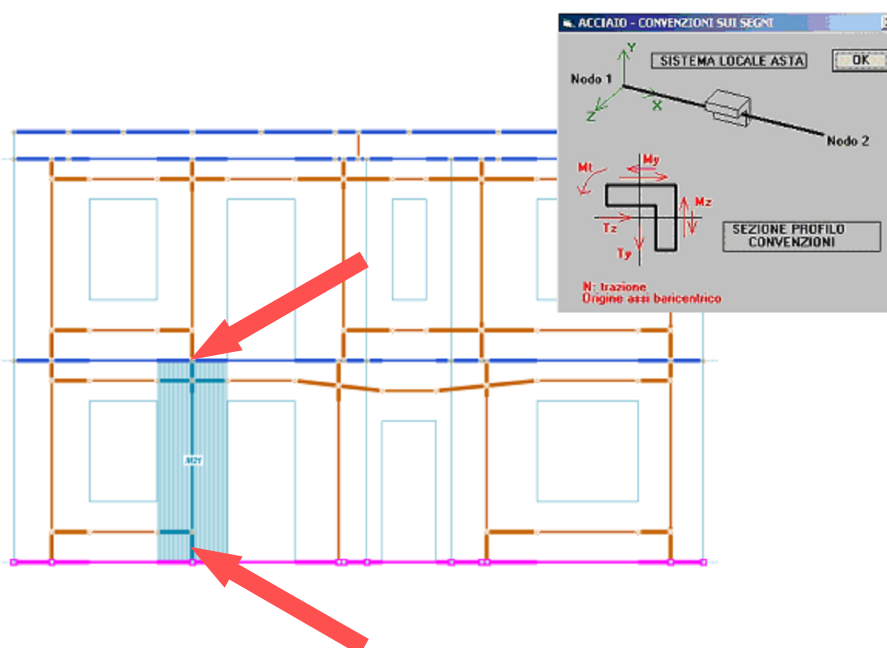 ACCIAIO - CONVENZIONI SUI SEGNI
SISTEMA LOCALE ASTA
OK
Y
Nodo 1
X
Z
Nodo 2
My
Mt
Mz
Tz
Ty
SEZIONE PROFILO
CONVENZIONI
N: trazione
Origine assi baricentrico